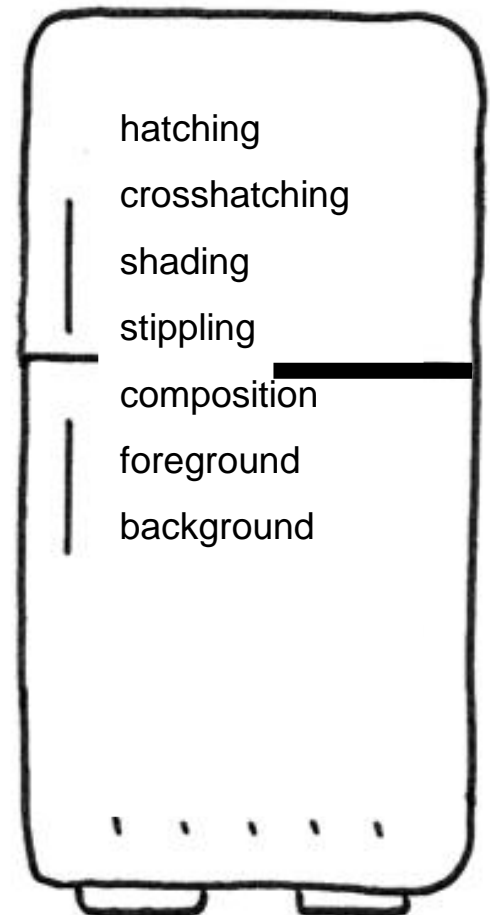 hatching
crosshatching
shading
stippling
composition
foreground
background